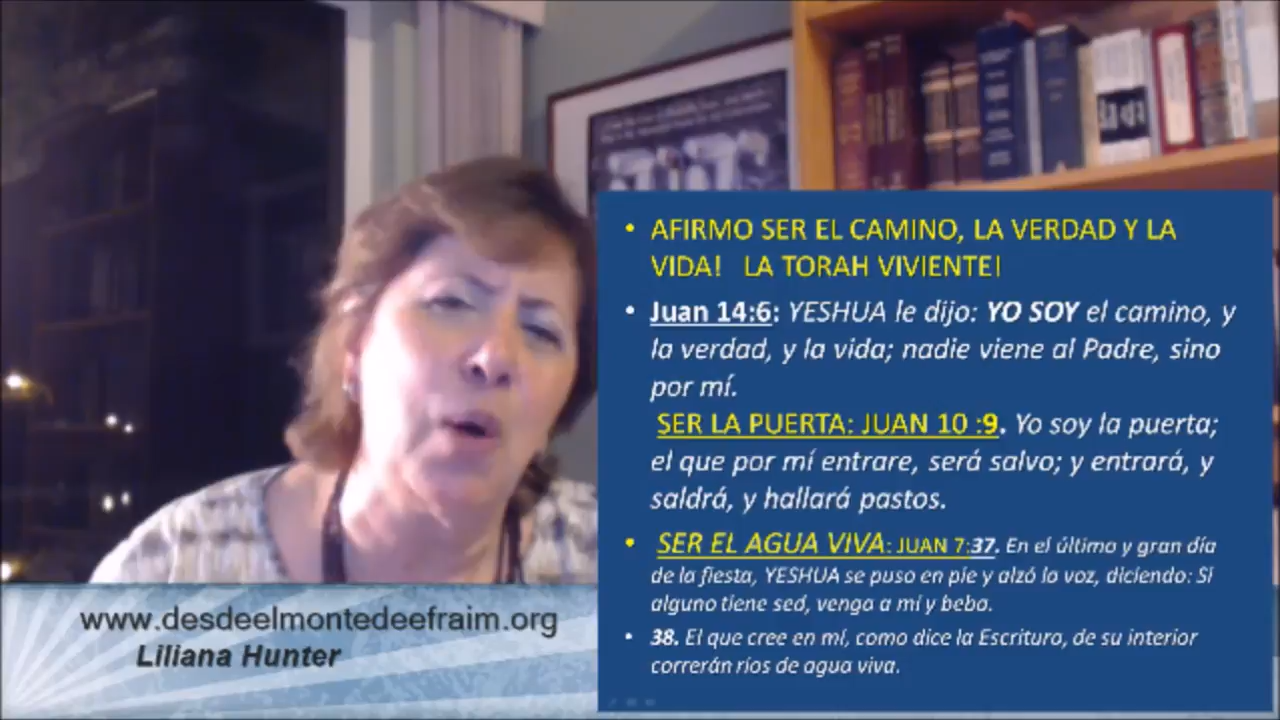 • AFIRMO SER EL CAMINO, LA VERDAD Y LA
VIDA! LA TORAH VIVIENTE!
• Juan 14:6: YESHUA le dijo: YO SOY el camino, y
la verdad, y la vida; nadie viene al Padre, sino
por mí.
SER LA PUERTA: JUAN 10 :9. Yo soy la puerta;
el que por mí entrare, será salvo; y entrará, y
saldrá, y hallará pastos.
• SER EL AGUA VIVA: JUAN 7:37. En el último y gran día
de la fiesta, YESHUA se puso en pie y alzó la voz, diciendo: Si
alguno tiene sed, venga a mí y beba.
• 38. El que cree en mí, como dice la Escritura, de su interior
correrán ríos de agua viva.
www.desdeelmontedeefraim.org
Liliana Hunter